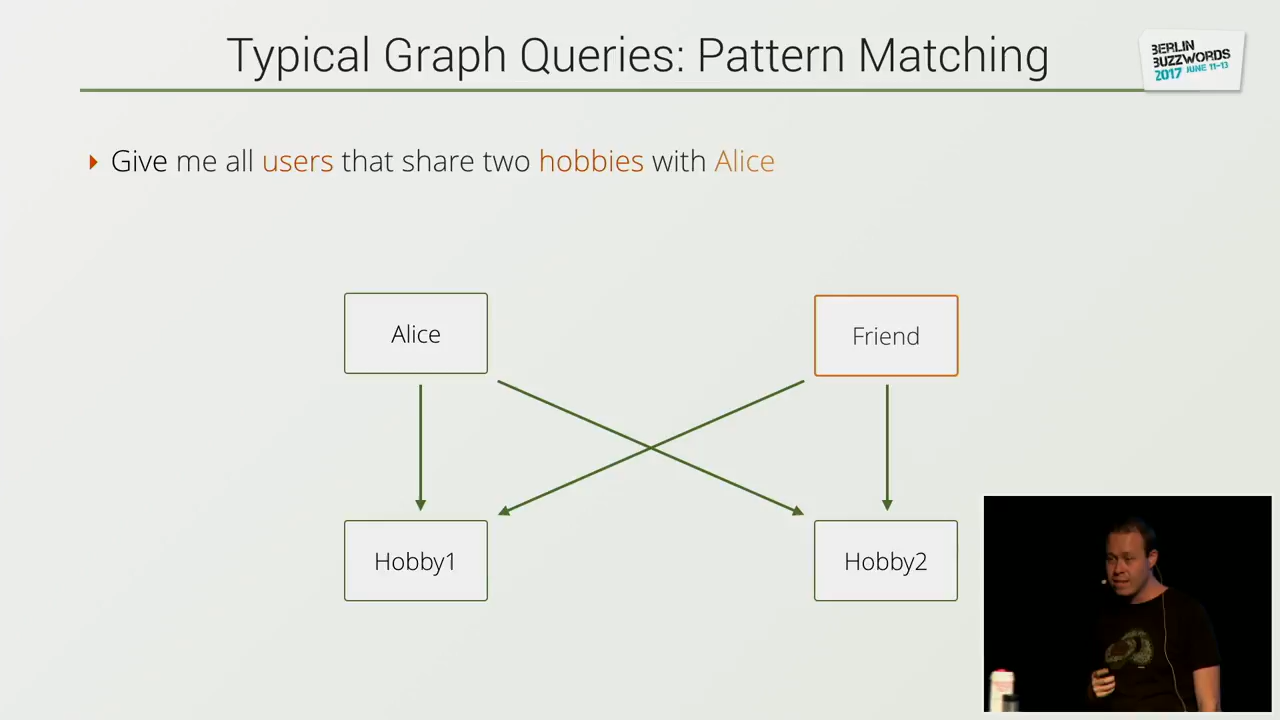 Typical Graph Queries: Pattern Matching
BERLIN
BUZZWORDS
2017 JUNE 11-13
Give me all users that share two hobbies with Alice
Alice
Friend
Hobby1
Hobby2